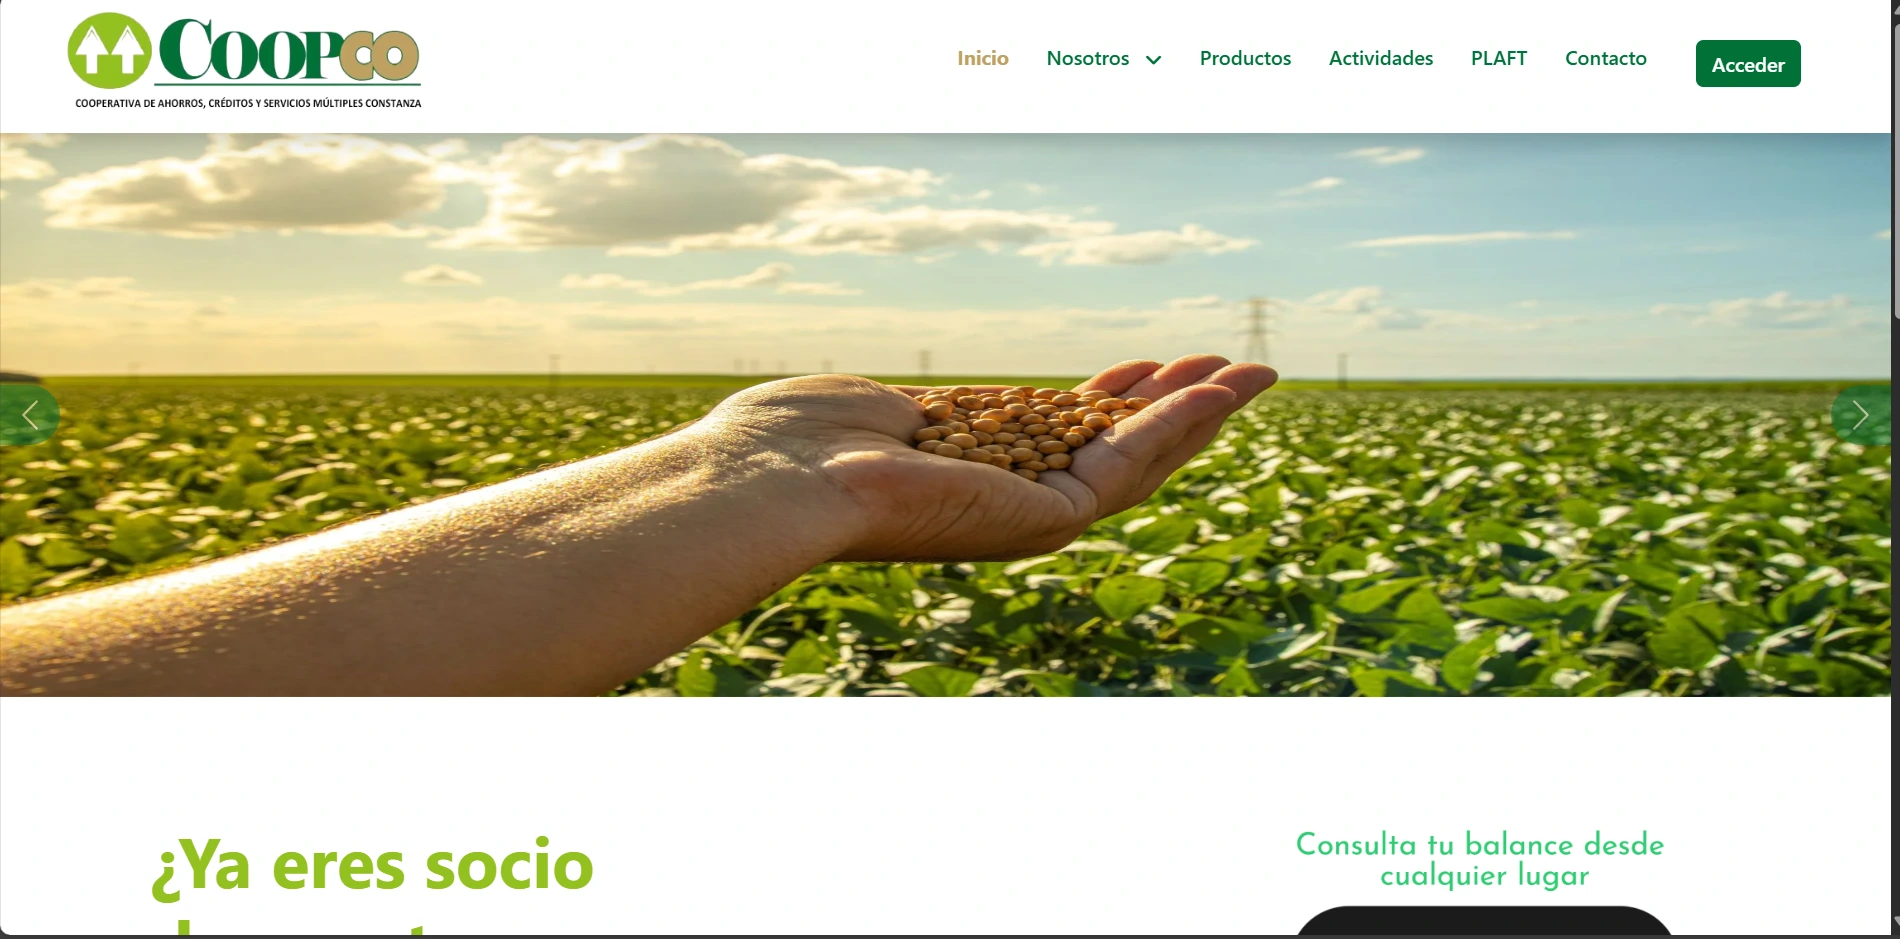 COOPCO
COOPERATIVA DE AHORROS, CRÉDITOS Y SERVICIOS MÚLTIPLES CONSTANZA
Inicio
Nosotros
Productos
Actividades
PLAFT
Contacto
Acceder
¿Ya eres socio
Consulta tu balance desde
cualquier lugar